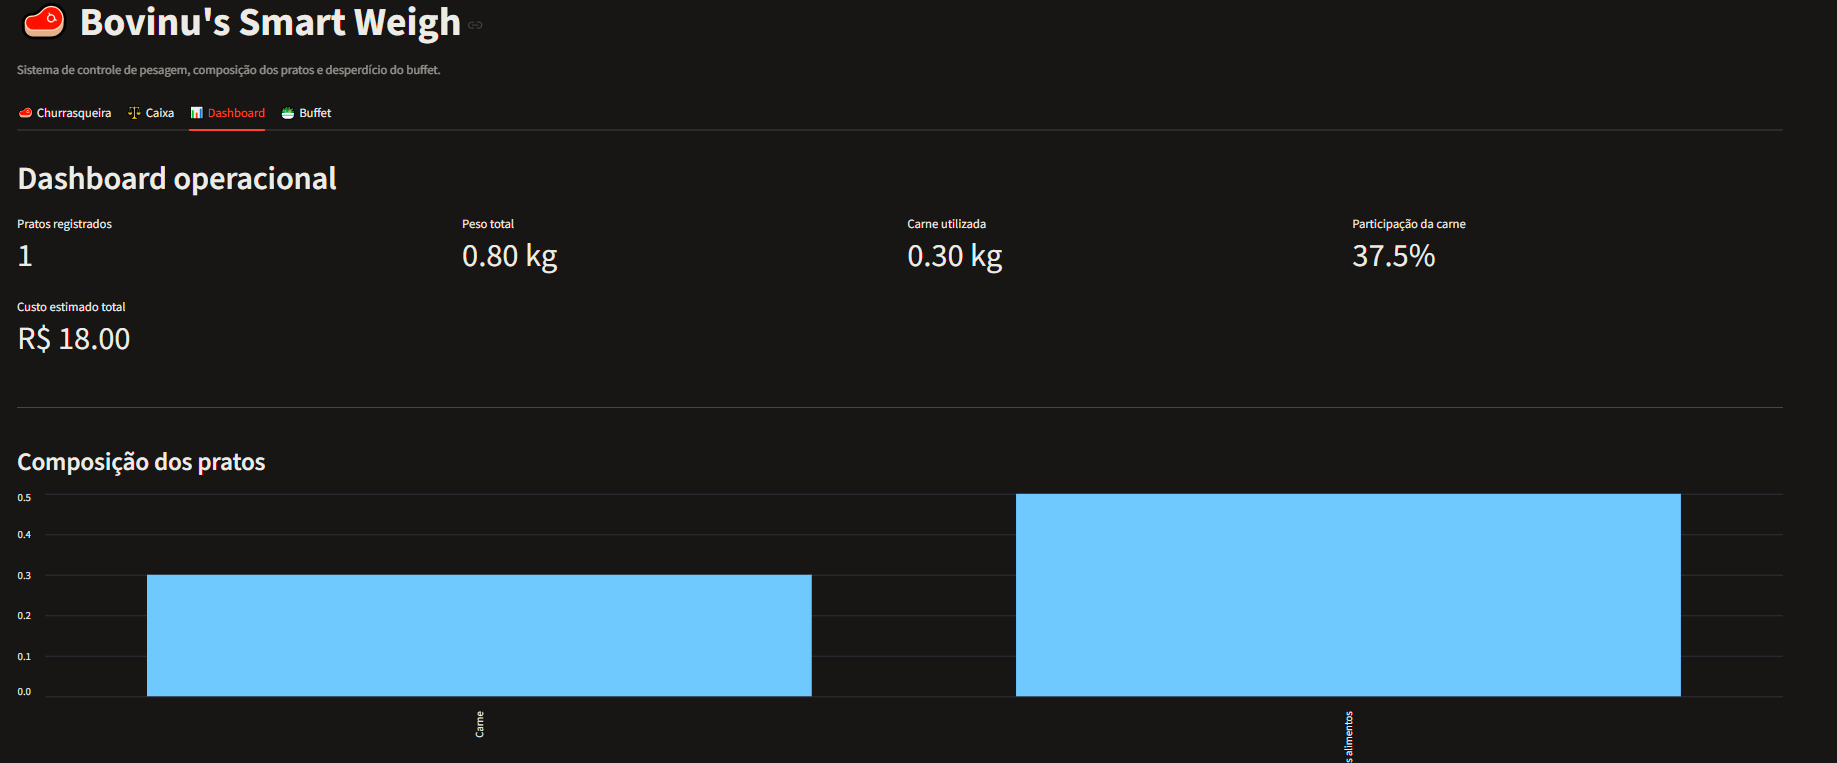 Bovinu's Smart Weigh
Sistema de controle de pesagem, composição dos pratos e desperdício do buffet.
Churrasqueira Caixa Dashboard Buffet
Dashboard operacional
Pratos registrados Peso total Carne utilizada Participação da carne
1 0.80 kg 0.30 kg 37.5%
Custo estimado total
R$ 18.00
Composição dos pratos
0.5
0.4
0.3
0.2
0.1
0.0
Carne
s alimentos